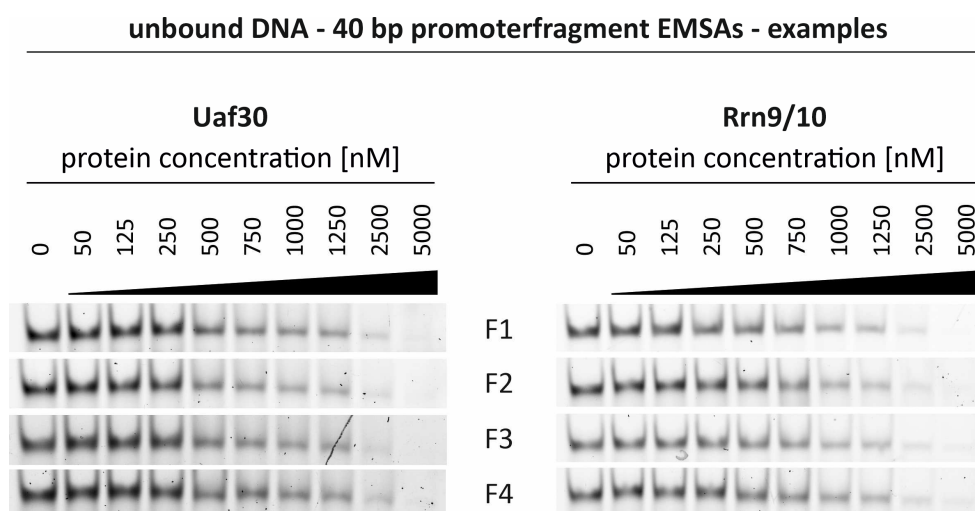 unbound DNA - 40 bp promoterfragment EMSAs - examples
Uaf30
protein concentration [nM]
0 50 125 250 500 750 1000 1250 2500 5000
Rrn9/10
protein concentration [nM]
0 50 125 250 500 750 1000 1250 2500 5000
F1
F2
F3
F4